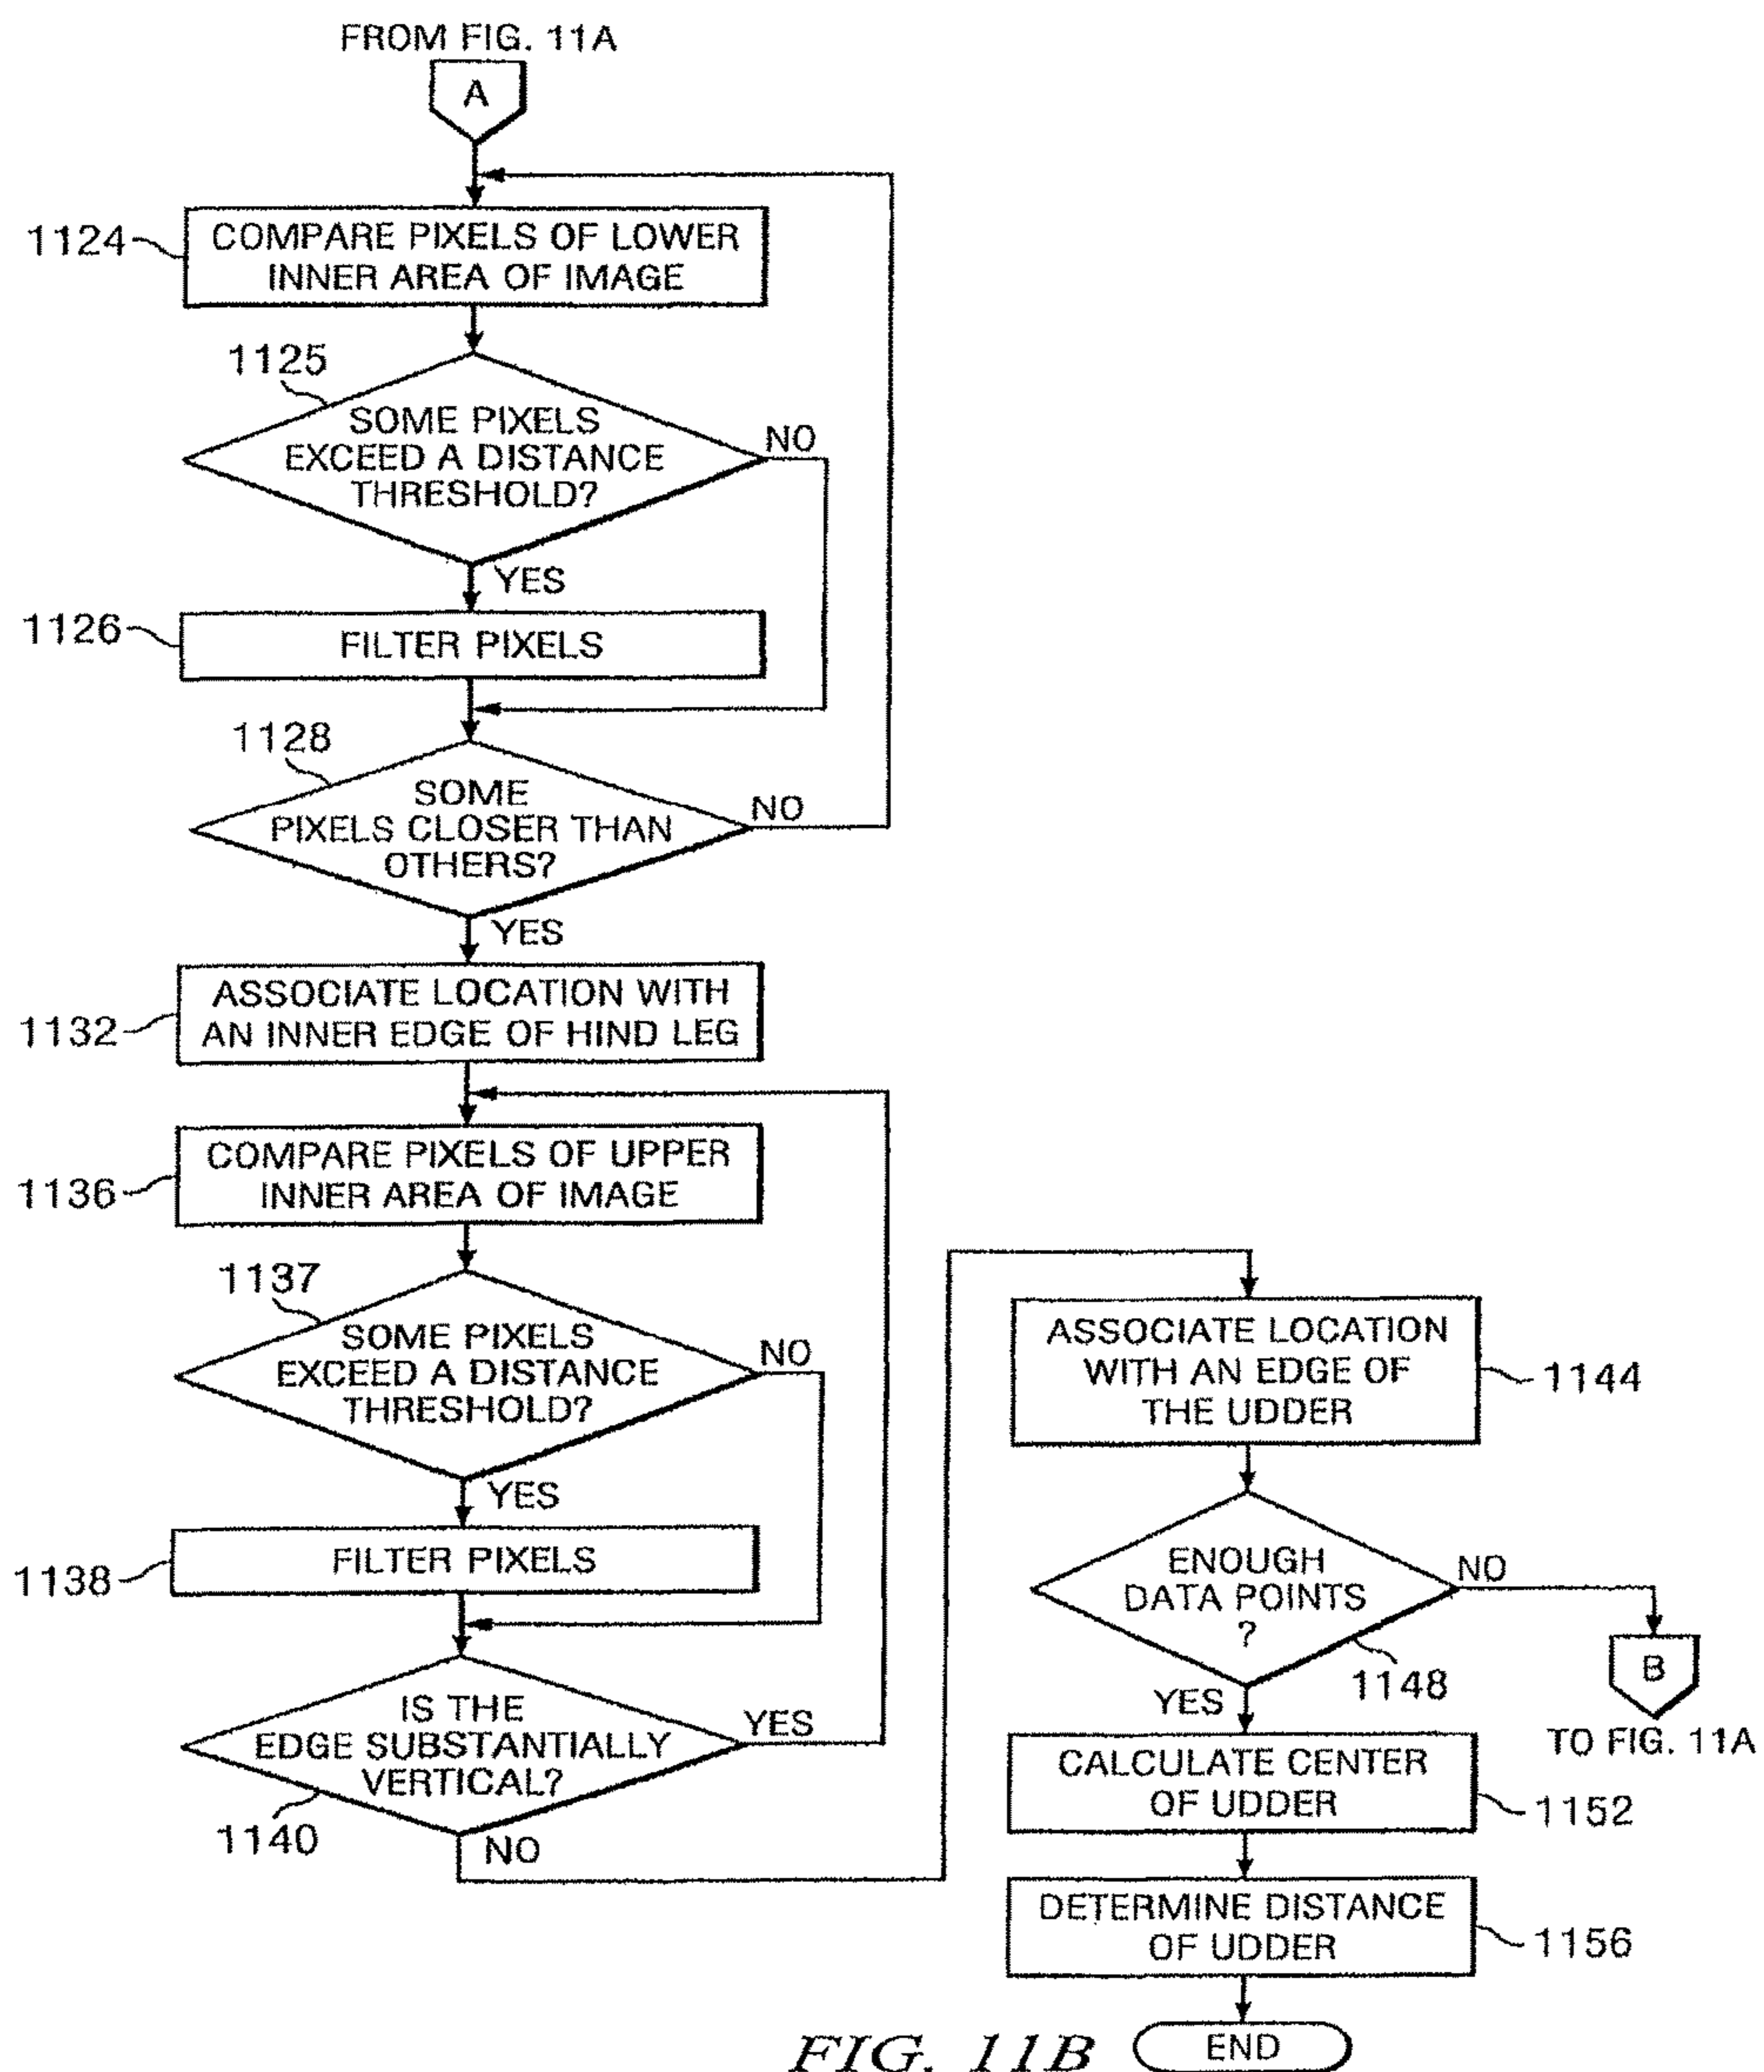 FROM FIG. 11A
A
1124
COMPARE PIXELS OF LOWER
INNER AREA OF IMAGE
1125
SOME PIXELS
EXCEED A DISTANCE
THRESHOLD?
NO
YES
1126
FILTER PIXELS
1128
SOME
PIXELS CLOSER THAN
OTHERS?
NO
YES
1132
ASSOCIATE LOCATION WITH
AN INNER EDGE OF HIND LEG
1136
COMPARE PIXELS OF UPPER
INNER AREA OF IMAGE
1137
SOME PIXELS
EXCEED A DISTANCE
THRESHOLD?
NO
YES
1138
FILTER PIXELS
IS THE
EDGE SUBSTANTIALLY
VERTICAL?
YES
1140
NO
ASSOCIATE LOCATION
WITH AN EDGE OF
THE UDDER
1144
ENOUGH
DATA POINTS
?
NO
1148
B
TO FIG. 11A
YES
CALCULATE CENTER
OF UDDER
1152
DETERMINE DISTANCE
OF UDDER
1156
END
FIG. 11B